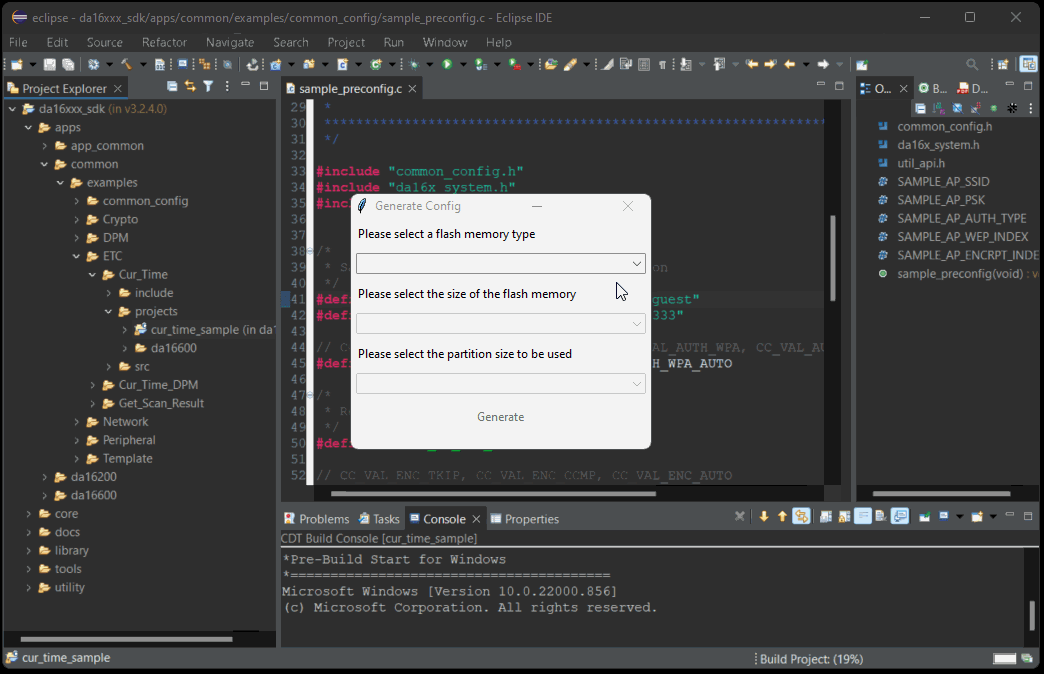 eclipse - da16xxx_sdk/apps/common/examples/common_config/sample_preconfig.c - Eclipse IDE
File Edit Source Refactor Navigate Search Project Run Window Help
Project Explorer
da16xxx_sdk (in v3.2.4.0)
apps
app_common
common
examples
common_config
Crypto
DPM
ETC
Cur_Time
include
projects
cur_time_sample (in da1
da16600
src
Cur_Time_DPM
Get_Scan_Result
Network
Peripheral
Template
da16200
da16600
core
docs
library
tools
utility
sample_preconfig.c
29 *
30
31 */
32
33 #include "common_config.h"
34 #include "da16x_system.h"
35 #inc
36
37
38 /*
39 * Sa on
40 */
41 #def guest"
42 #def 333"
43
44 // C AL_AUTH_WPA, CC_VAL_AU
45 #def H_WPA_AUTO
46
47 /*
48 * Re
49 */
50 #def
51
52 // CC_VAL_ENC_TKIP, CC_VAL_ENC_CCMP, CC_VAL_ENC_AUTO
Generate Config
Please select a flash memory type
Please select the size of the flash memory
Please select the partition size to be used
Generate
O... B... D...
common_config.h
da16x_system.h
util_api.h
SAMPLE_AP_SSID
SAMPLE_AP_PSK
SAMPLE_AP_AUTH_TYPE
SAMPLE_AP_WEP_INDEX
SAMPLE_AP_ENCRPT_INDE
sample_preconfig(void) : v
Problems Tasks Console Properties
CDT Build Console [cur_time_sample]
*Pre-Build Start for Windows
*========================================
Microsoft Windows [Version 10.0.22000.856]
(c) Microsoft Corporation. All rights reserved.
cur_time_sample
Build Project: (19%)